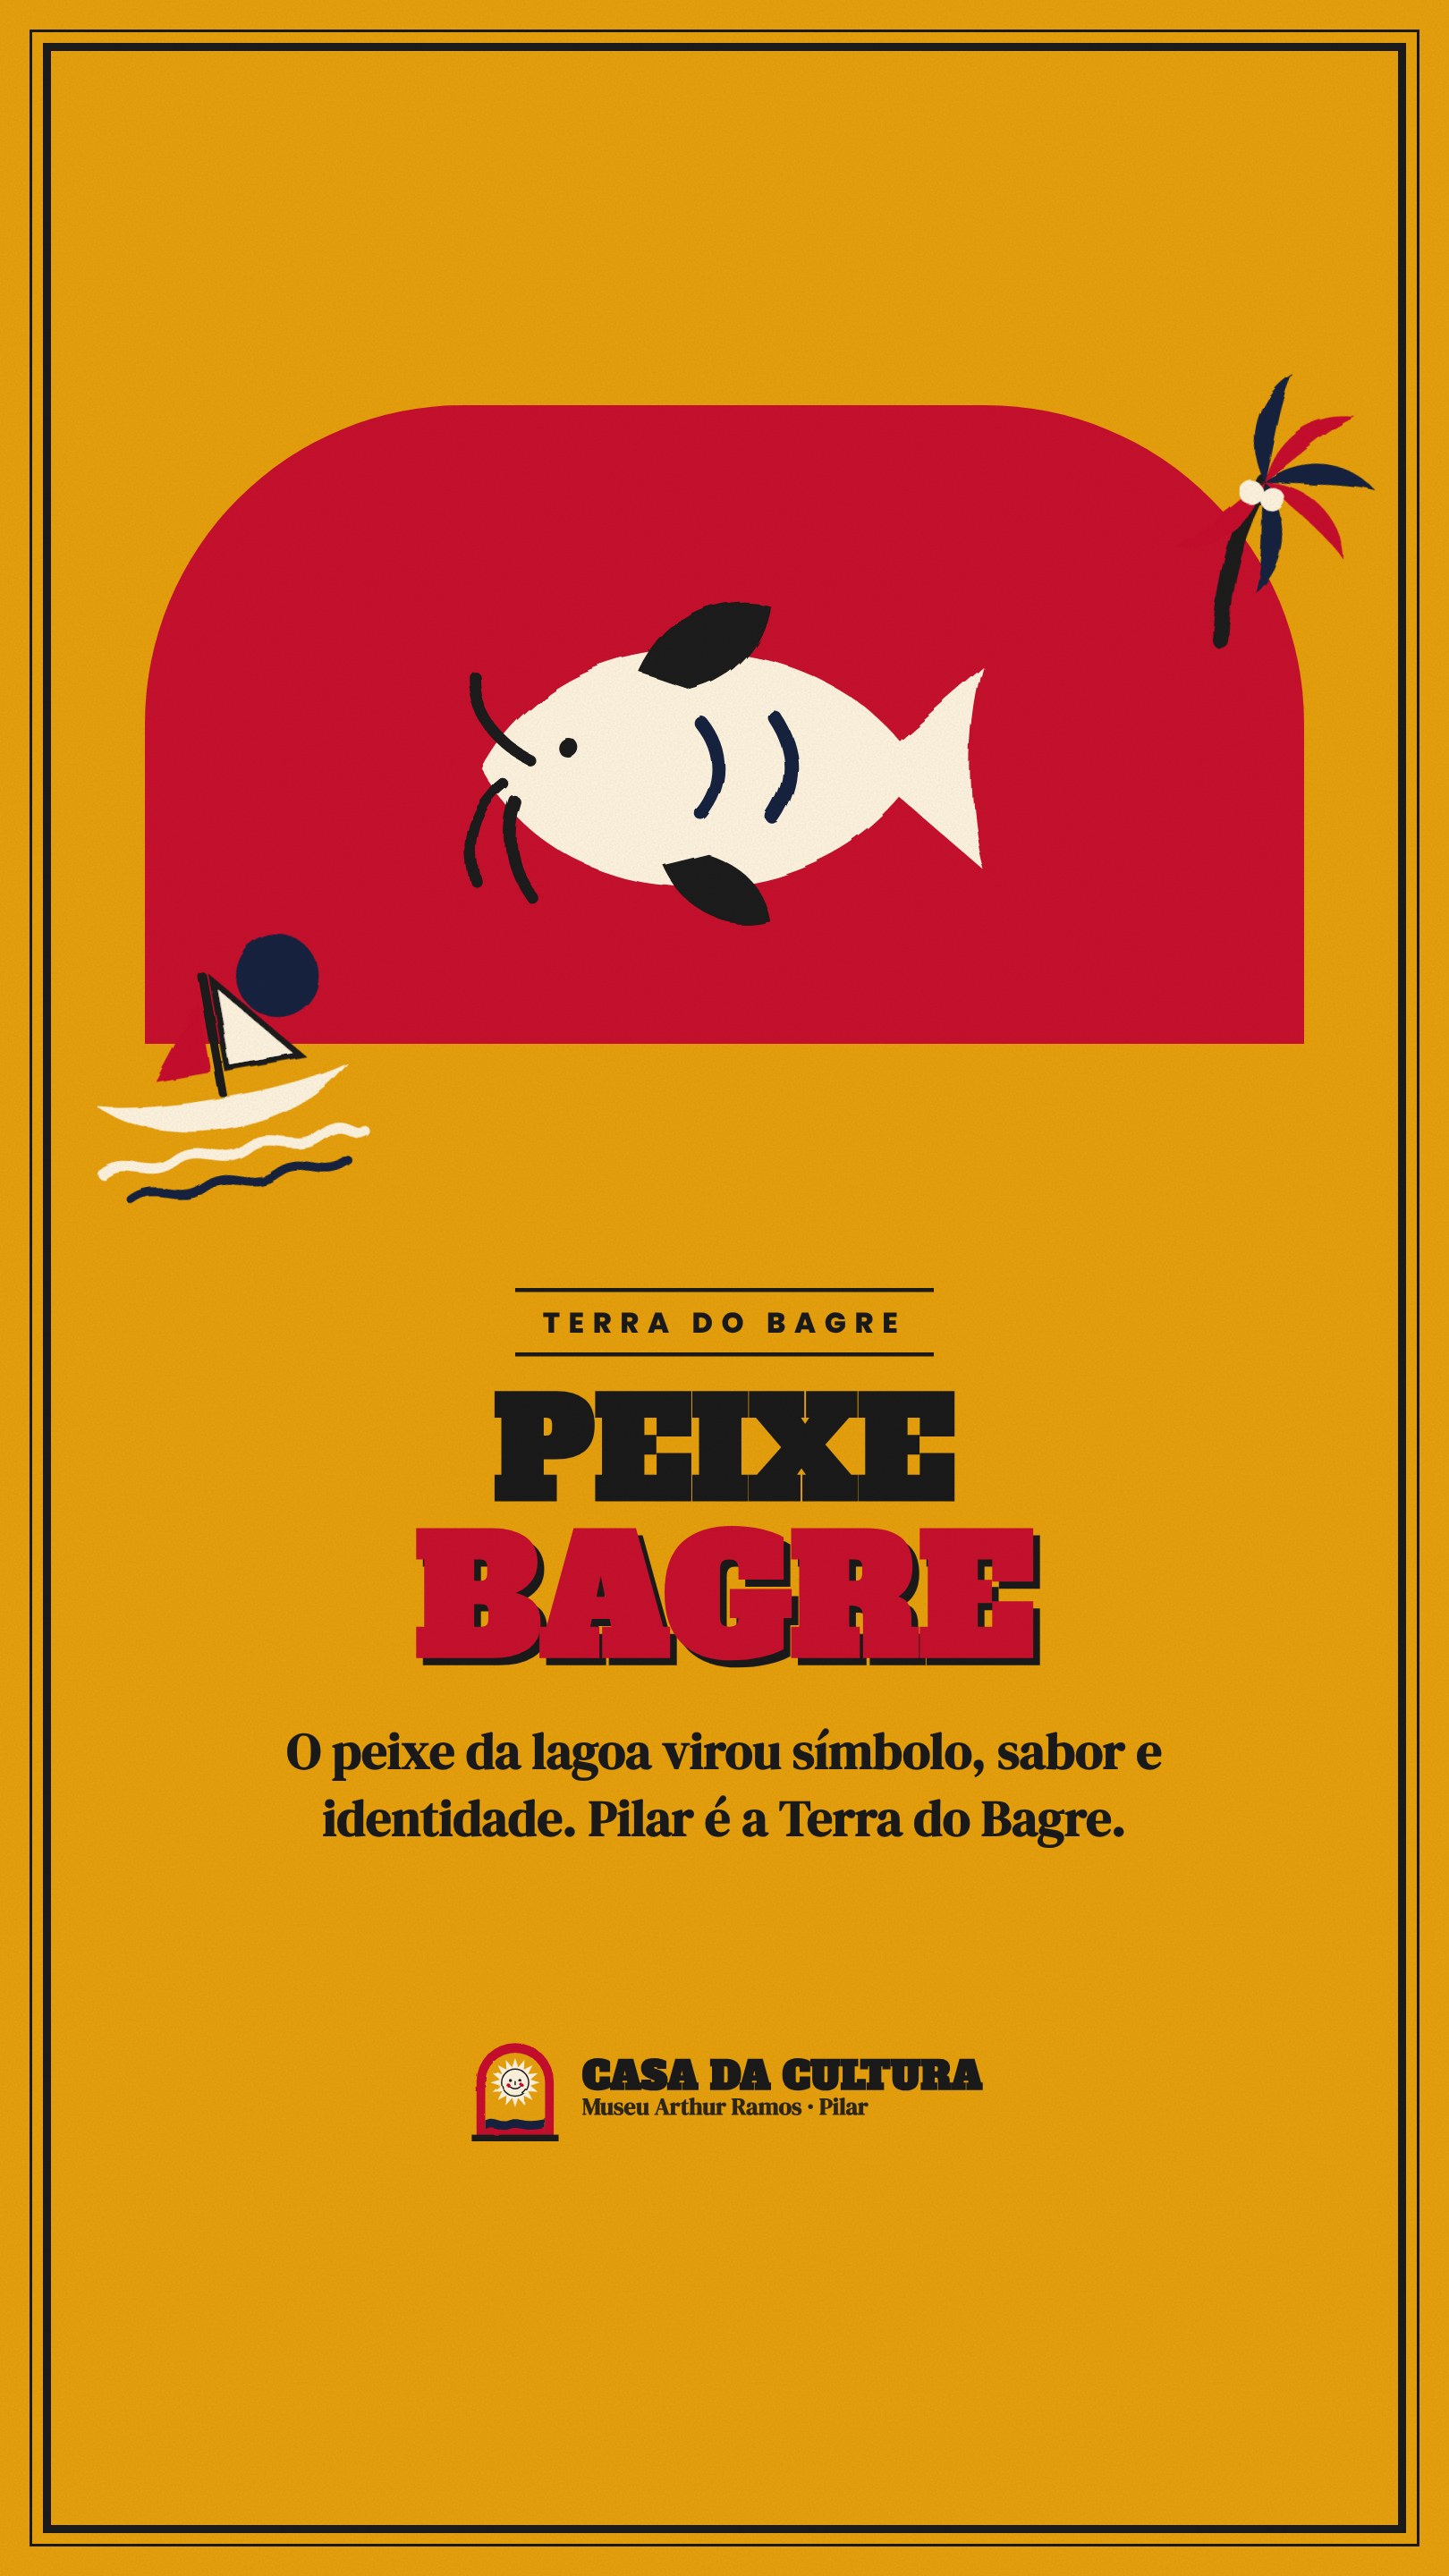 TERRA DO BAGRE
PEIXE
BAGRE
O peixe da lagoa virou símbolo, sabor e
identidade. Pilar é a Terra do Bagre.
CASA DA CULTURA
Museu Arthur Ramos • Pilar